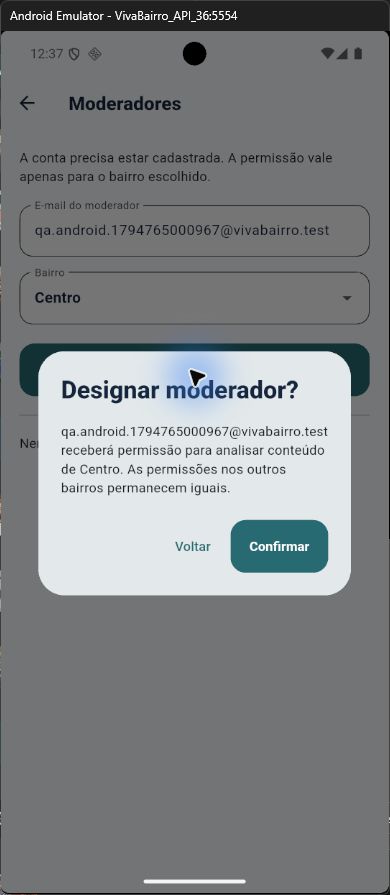 Android Emulator - VivaBairro_API_36:5554
12:37
Moderadores
A conta precisa estar cadastrada. A permissão vale
apenas para o bairro escolhido.
E-mail do moderador
qa.android.1794765000967@vivabairro.test
Bairro
Centro
Designar moderador?
qa.android.1794765000967@vivabairro.test
receberá permissão para analisar conteúdo
de Centro. As permissões nos outros
bairros permanecem iguais.
Voltar
Confirmar